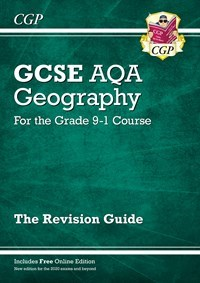 CGP
CGP
GCSE AQA
Geography
For the Grade 9-1 Course
The Revision Guide
Includes Free Online Edition
New edition for the 2020 exams and beyond